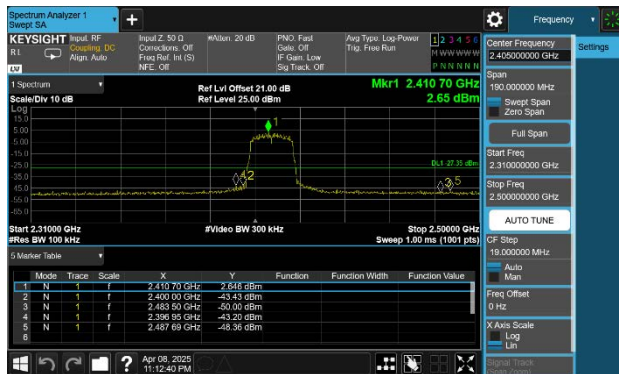 Spectrum Analyzer 1
Swept SA
+
Frequency
KEYSIGHT Input: RF
RL Coupling: DC
Align: Auto
LXI
Input Z: 50 Ω
Corrections: Off
Freq Ref: Int (S)
NFE: Off
#Atten: 20 dB
PNO: Fast
Gate: Off
IF Gain: Low
Sig Track: Off
Avg Type: Log-Power
Trig: Free Run
1 2 3 4 5 6
M W W W W W
P N N N N N
1 Spectrum
Scale/Div 10 dB
Log
Ref Lvl Offset 21.00 dB
Ref Level 25.00 dBm
Mkr1 2.410 70 GHz
2.65 dBm
15.0
5.00
-5.00
-15.0
-25.0
-35.0
-45.0
-55.0
-65.0
1
DL1 -27.35 dBm
4 2
3 5
Start 2.31000 GHz
#Res BW 100 kHz
#Video BW 300 kHz
Stop 2.50000 GHz
Sweep 1.00 ms (1001 pts)
5 Marker Table
Mode Trace Scale X Y Function Function Width Function Value
1 N 1 f 2.410 70 GHz 2.646 dBm
2 N 1 f 2.400 00 GHz -43.43 dBm
3 N 1 f 2.483 50 GHz -50.00 dBm
4 N 1 f 2.396 95 GHz -43.20 dBm
5 N 1 f 2.487 69 GHz -48.36 dBm
6
?
Apr 08, 2025
11:12:40 PM
Settings
Center Frequency
2.405000000 GHz
Span
190.000000 MHz
Swept Span
Zero Span
Full Span
Start Freq
2.310000000 GHz
Stop Freq
2.500000000 GHz
AUTO TUNE
CF Step
19.000000 MHz
Auto
Man
Freq Offset
0 Hz
X Axis Scale
Log
Lin
Signal Track
(Span Zoom)